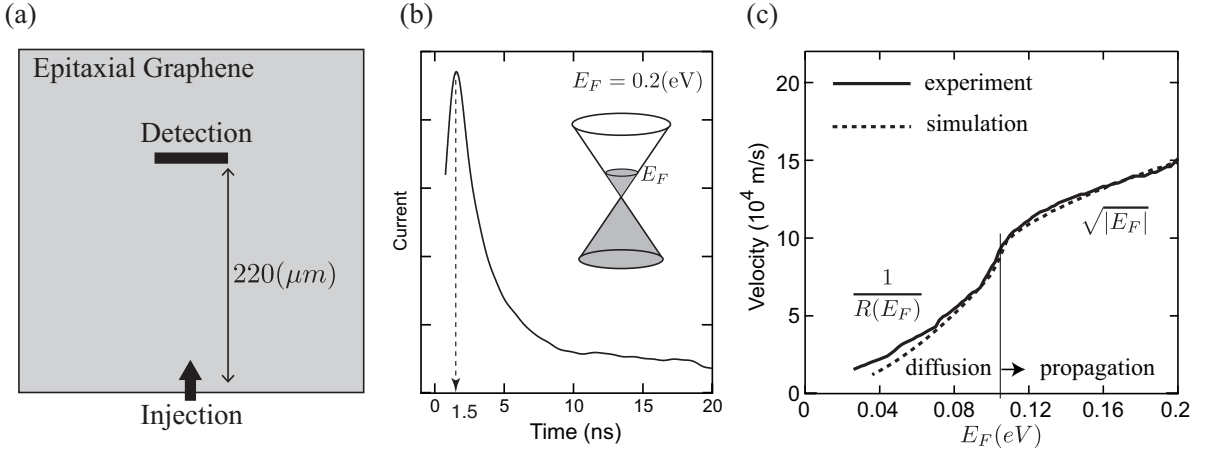 (a)
Epitaxial Graphene
Detection
220(μm)
Injection
(b)
E_F = 0.2(eV)
E_F
Current
0
1.5
5
10
15
20
Time (ns)
(c)
experiment
simulation
20
15
10
5
0
Velocity (10^4 m/s)
√|E_F|
1
R(E_F)
diffusion
propagation
0
0.04
0.08
0.12
0.16
0.2
E_F(eV)